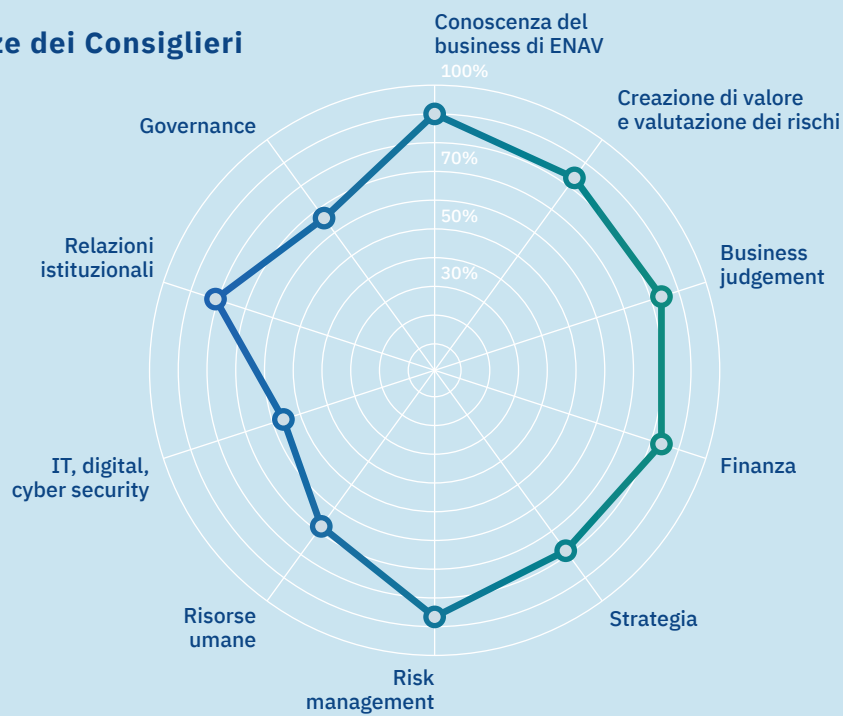 dei Consiglieri
Conoscenza del
business di ENAV
100%
Creazione di valore
e valutazione dei rischi
Governance
70%
50%
Relazioni
istituzionali
Business
judgement
30%
IT, digital,
cyber security
Finanza
Risorse
umane
Strategia
Risk
management